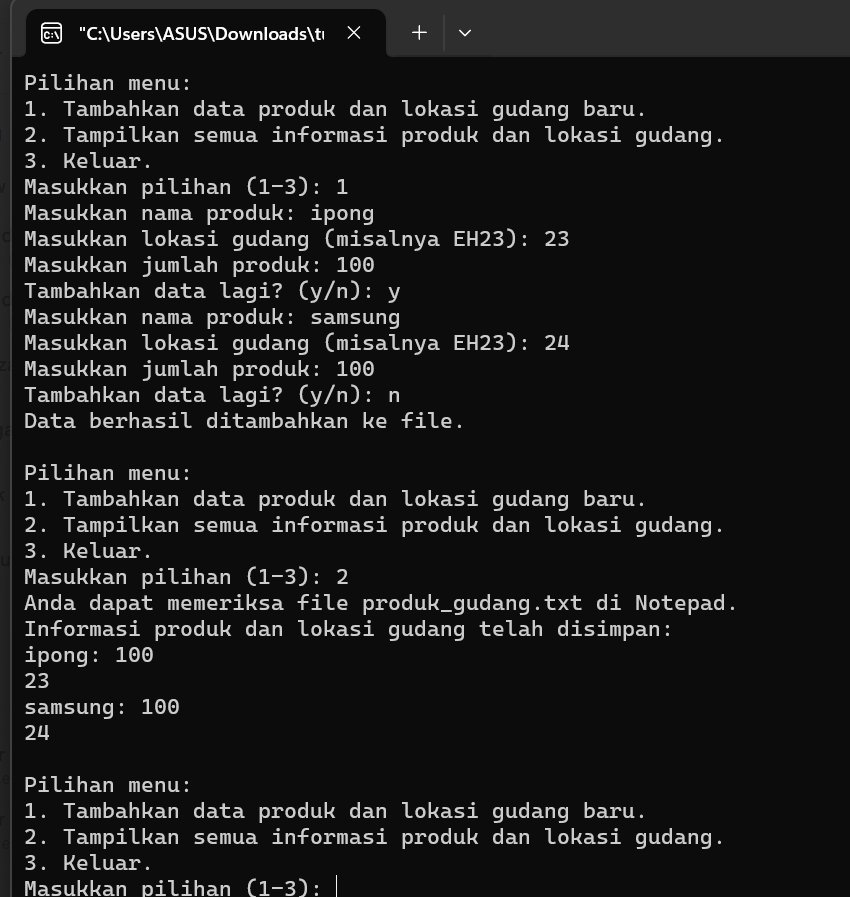 "C:\Users\ASUS\Downloads\tu
Pilihan menu:
1. Tambahkan data produk dan lokasi gudang baru.
2. Tampilkan semua informasi produk dan lokasi gudang.
3. Keluar.
Masukkan pilihan (1-3): 1
Masukkan nama produk: ipong
Masukkan lokasi gudang (misalnya EH23): 23
Masukkan jumlah produk: 100
Tambahkan data lagi? (y/n): y
Masukkan nama produk: samsung
Masukkan lokasi gudang (misalnya EH23): 24
Masukkan jumlah produk: 100
Tambahkan data lagi? (y/n): n
Data berhasil ditambahkan ke file.
Pilihan menu:
1. Tambahkan data produk dan lokasi gudang baru.
2. Tampilkan semua informasi produk dan lokasi gudang.
3. Keluar.
Masukkan pilihan (1-3): 2
Anda dapat memeriksa file produk_gudang.txt di Notepad.
Informasi produk dan lokasi gudang telah disimpan:
ipong: 100
23
samsung: 100
24
Pilihan menu:
1. Tambahkan data produk dan lokasi gudang baru.
2. Tampilkan semua informasi produk dan lokasi gudang.
3. Keluar.
Masukkan pilihan (1-3):